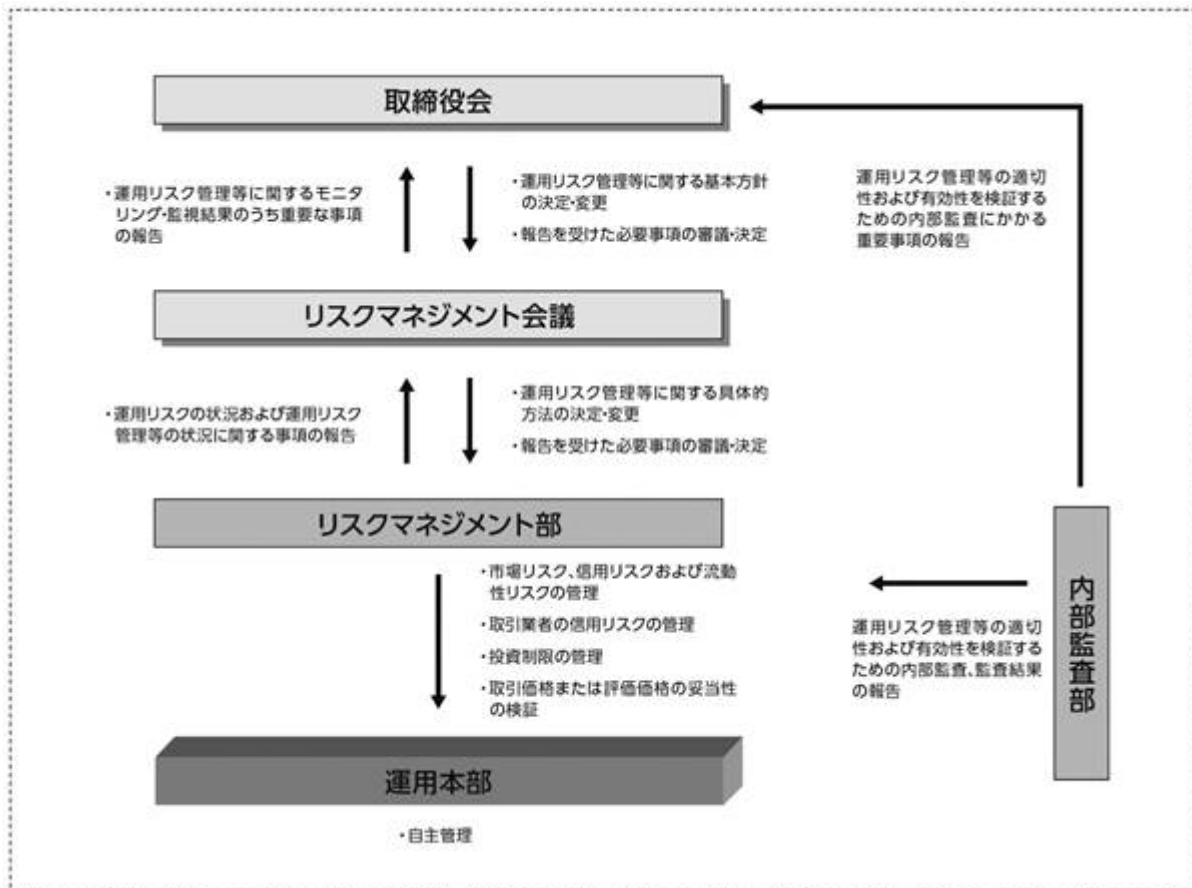 取締役会
・運用リスク管理等に関するモニタ
リング・監視結果のうち重要な事項
の報告
・運用リスク管理等に関する基本方針
の決定・変更
・報告を受けた必要事項の審議・決定
運用リスク管理等の適切
性および有効性を検証する
ための内部監査にかかる
重要事項の報告
リスクマネジメント会議
・運用リスクの状況および運用リスク
管理等の状況に関する事項の報告
・運用リスク管理等に関する具体的
方法の決定・変更
・報告を受けた必要事項の審議・決定
リスクマネジメント部
・市場リスク、信用リスクおよび流動
性リスクの管理
・取引業者の信用リスクの管理
・投資制限の管理
・取引価格または評価価格の妥当性
の検証
運用リスク管理等の適切
性および有効性を検証する
ための内部監査、監査結果
の報告
内部監査部
運用本部
・自主管理